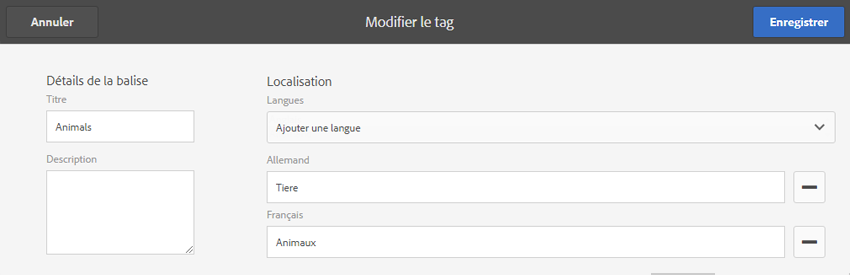 Annuler
Modifier le tag
Enregistrer
Détails de la balise
Titre
Animals
Description
Localisation
Langues
Ajouter une langue
Allemand
Tiere
Français
Animaux